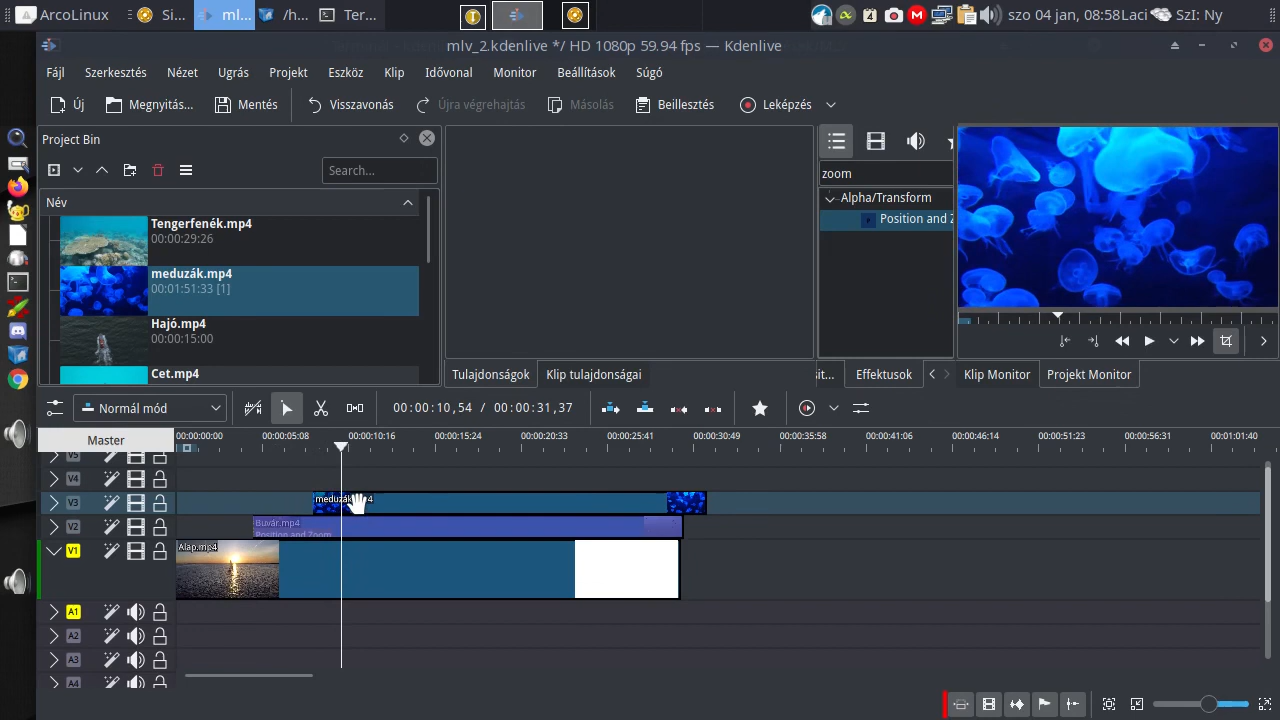 ArcoLinux
Si...
ml...
/h...
Ter...
4
szo 04 jan, 08:58
Laci
SzI: Ny
mlv_2.kdenlive */ HD 1080p 59.94 fps — Kdenlive
Fájl
Szerkesztés
Nézet
Ugrás
Projekt
Eszköz
Klip
Idővonal
Monitor
Beállítások
Súgó
Új
Megnyitás...
Mentés
Visszavonás
Újra végrehajtás
Másolás
Beillesztés
Leképzés
Project Bin
Search...
Név
Tengerfenék.mp4
00:00:29:26
meduzák.mp4
00:01:51:33 [1]
Hajó.mp4
00:00:15:00
Cet.mp4
zoom
Alpha/Transform
Position and Z
Tulajdonságok
Klip tulajdonságai
it...
Effektusok
Klip Monitor
Projekt Monitor
Normál mód
00:00:10,54 / 00:00:31,37
Master
00:00:00:00
00:00:05:08
00:00:10:16
00:00:15:24
00:00:20:33
00:00:25:41
00:00:30:49
00:00:35:58
00:00:41:06
00:00:46:14
00:00:51:23
00:00:56:31
00:01:01:40
V5
V4
V3
V2
Buvár.mp4
Position and Zoom
V1
Alap.mp4
A1
A2
A3
A4